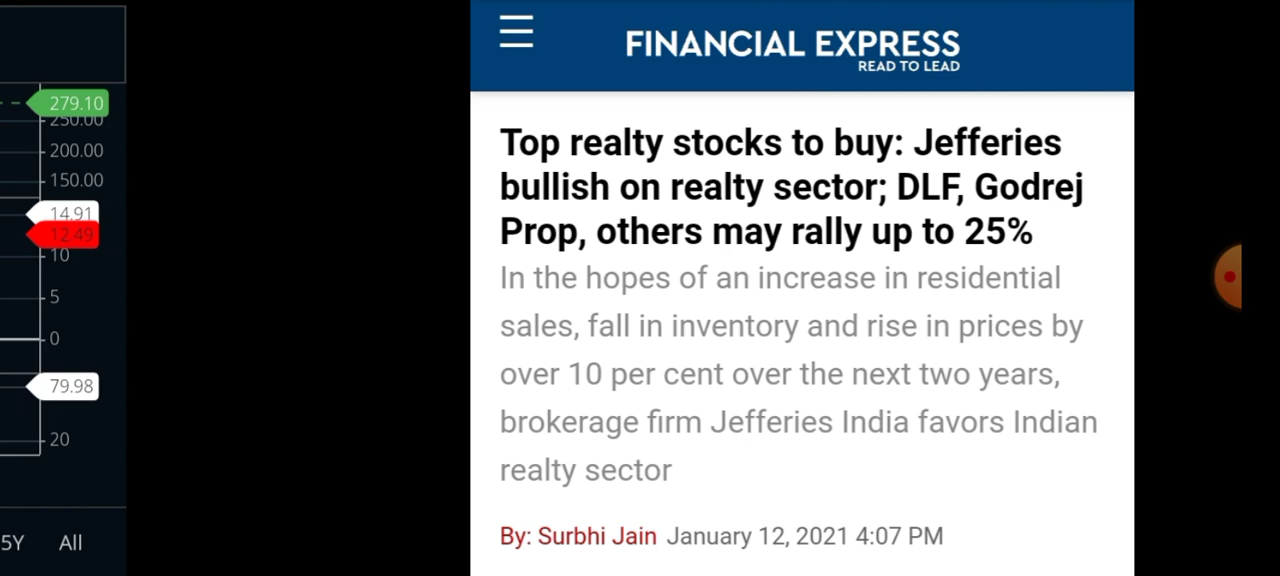 279.10
250.00
200.00
150.00
14.91
12.49
10
5
0
79.98
20
5Y All
FINANCIAL EXPRESS
READ TO LEAD
Top realty stocks to buy: Jefferies
bullish on realty sector; DLF, Godrej
Prop, others may rally up to 25%
In the hopes of an increase in residential
sales, fall in inventory and rise in prices by
over 10 per cent over the next two years,
brokerage firm Jefferies India favors Indian
realty sector
By: Surbhi Jain January 12, 2021 4:07 PM